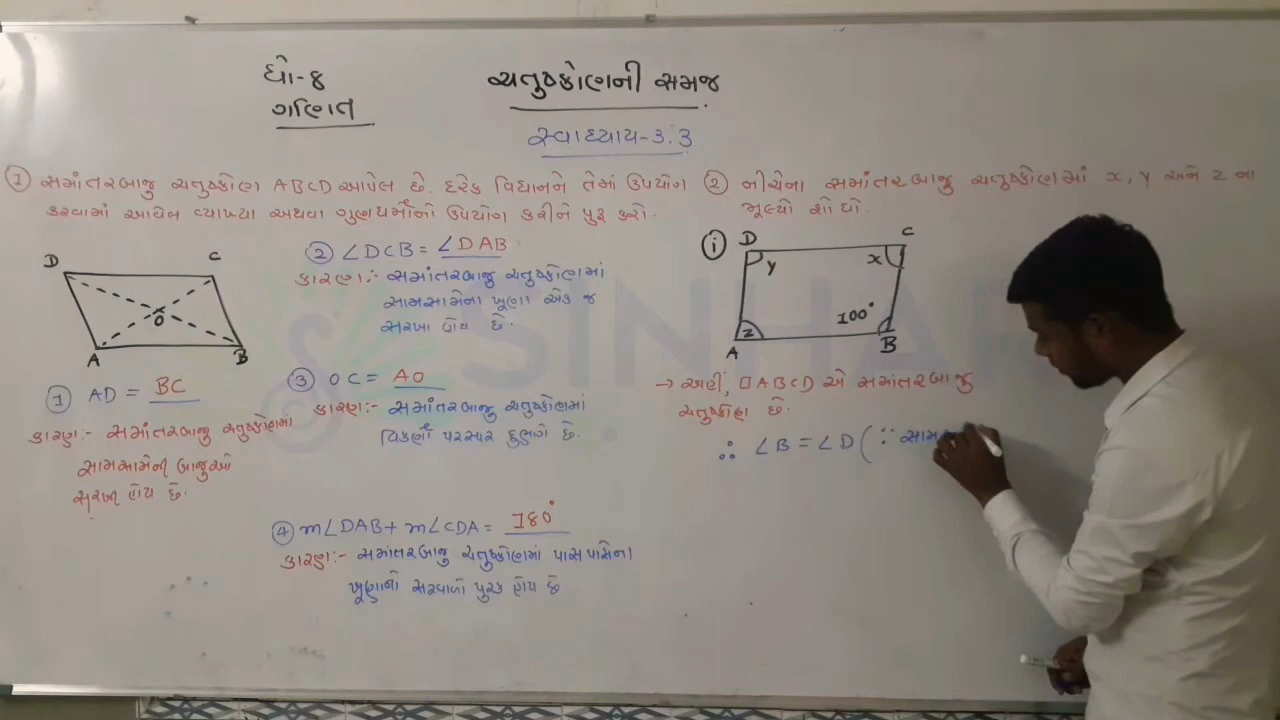 ધો-૪
ગણિત
ચતુષ્કોણની સમજ
સ્વાધ્યાય-૩.૩
① સમાંતરબાજુ ચતુષ્કોણ ABCD આપેલ છે. દરેક વિધાનને તેમાં ઉપયોગ
કરવામાં આવેલ વ્યાખ્યા અથવા ગુણધર્મોનો ઉપયોગ કરીને પુરૂ કરો.
D
C
O
A
B
① AD = BC
કારણ:- સમાંતરબાજુ ચતુષ્કોણમાં
સામસામેની બાજુઓ
સરખી હોય છે.
② ∠DCB = ∠DAB
કારણ:- સમાંતરબાજુ ચતુષ્કોણમાં
સામસામેના ખૂણા એક જ
સરખા હોય છે.
③ OC = AO
કારણ:- સમાંતરબાજુ ચતુષ્કોણમાં
વિકર્ણો પરસ્પર દુભાગે છે.
④ m∠DAB + m∠CDA = 180°
કારણ:- સમાંતરબાજુ ચતુષ્કોણમાં પાસપાસેના
ખૂણાનો સરવાળો પુરક હોય છે
② નીચેના સમાંતરબાજુ ચતુષ્કોણમાં x, y અને z ના
મૂલ્યો શોધો.
i
D
C
y
x
100°
z
A
B
→ અહીં, □ABCD એ સમાંતરબાજુ
ચતુષ્કોણ છે.
∴ ∠B = ∠D (∵
SINHAR